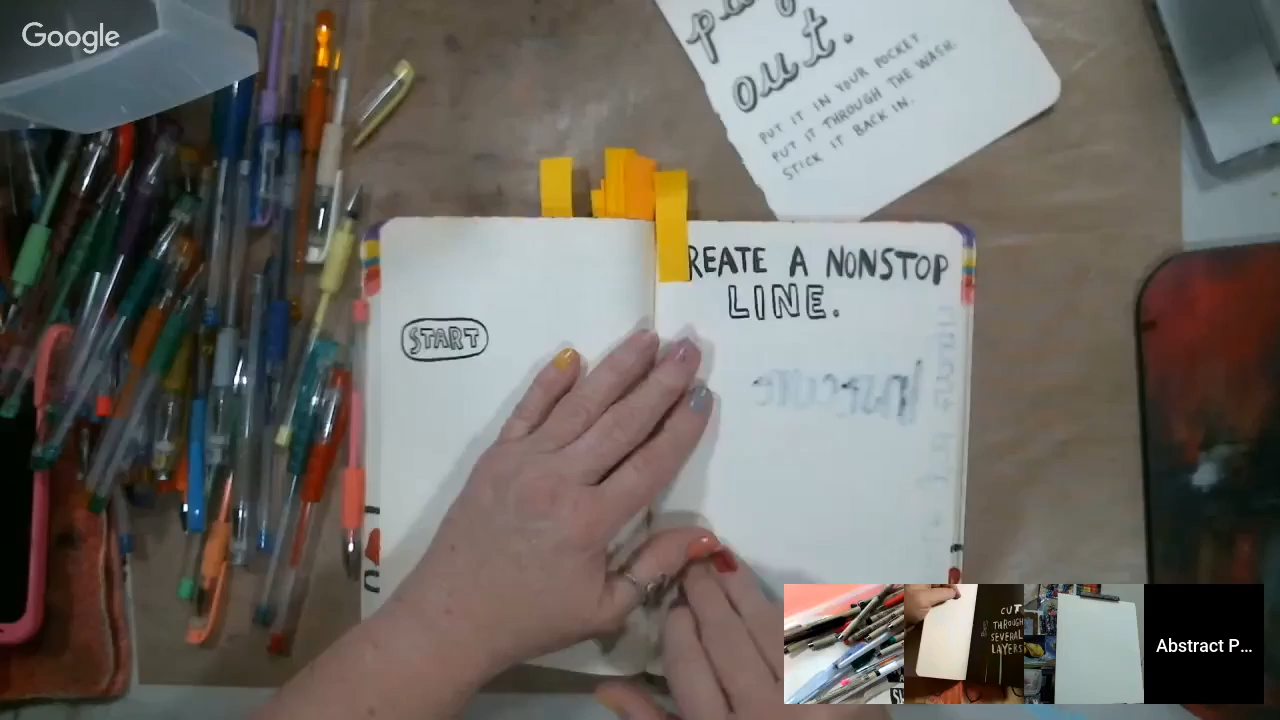 Google
out.
PUT IT IN YOUR POCKET
PUT IT THROUGH THE WASH.
STICK IT BACK IN.
REATE A NONSTOP
LINE.
START
CUT
THROUGH
SEVERAL
LAYERS
Abstract P...